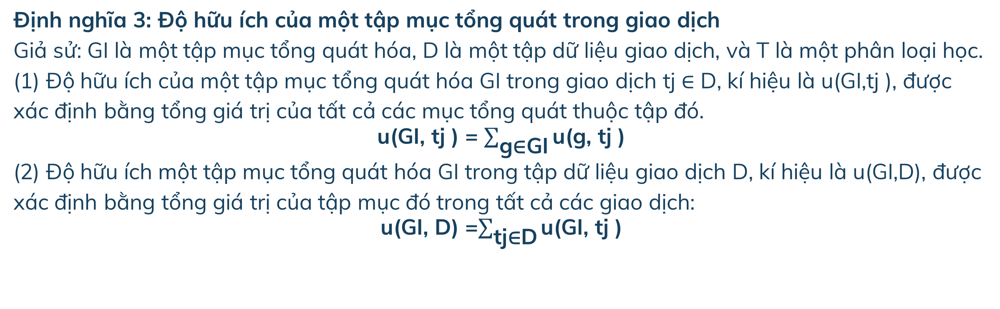 Định nghĩa 3: Độ hữu ích của một tập mục tổng quát trong giao dịch
Giả sử: GI là một tập mục tổng quát hóa, D là một tập dữ liệu giao dịch, và T là một phân loại học.
(1) Độ hữu ích của một tập mục tổng quát hóa GI trong giao dịch tj ∈ D, kí hiệu là u(GI,tj ), được
xác định bằng tổng giá trị của tất cả các mục tổng quát thuộc tập đó.
u(GI, tj ) = ∑g∈GI u(g, tj )
(2) Độ hữu ích một tập mục tổng quát hóa GI trong tập dữ liệu giao dịch D, kí hiệu là u(GI,D), được
xác định bằng tổng giá trị của tập mục đó trong tất cả các giao dịch:
u(GI, D) =∑tj∈D u(GI, tj )